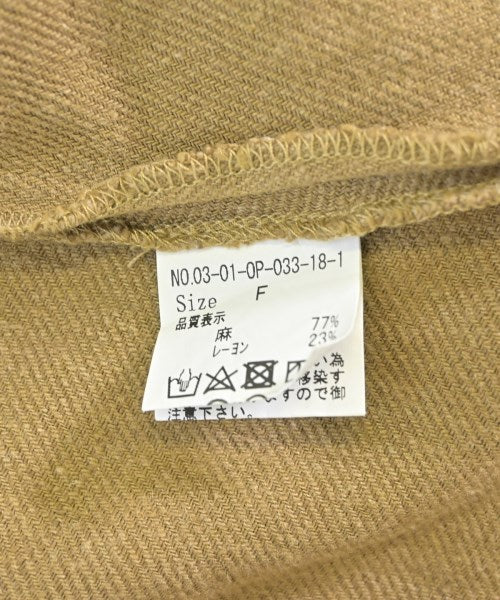 NO.03-01-OP-033-18-1
Size F
品質表示
麻 77%
レーヨン 23%
い為
移染す
すので御
注意下さい。